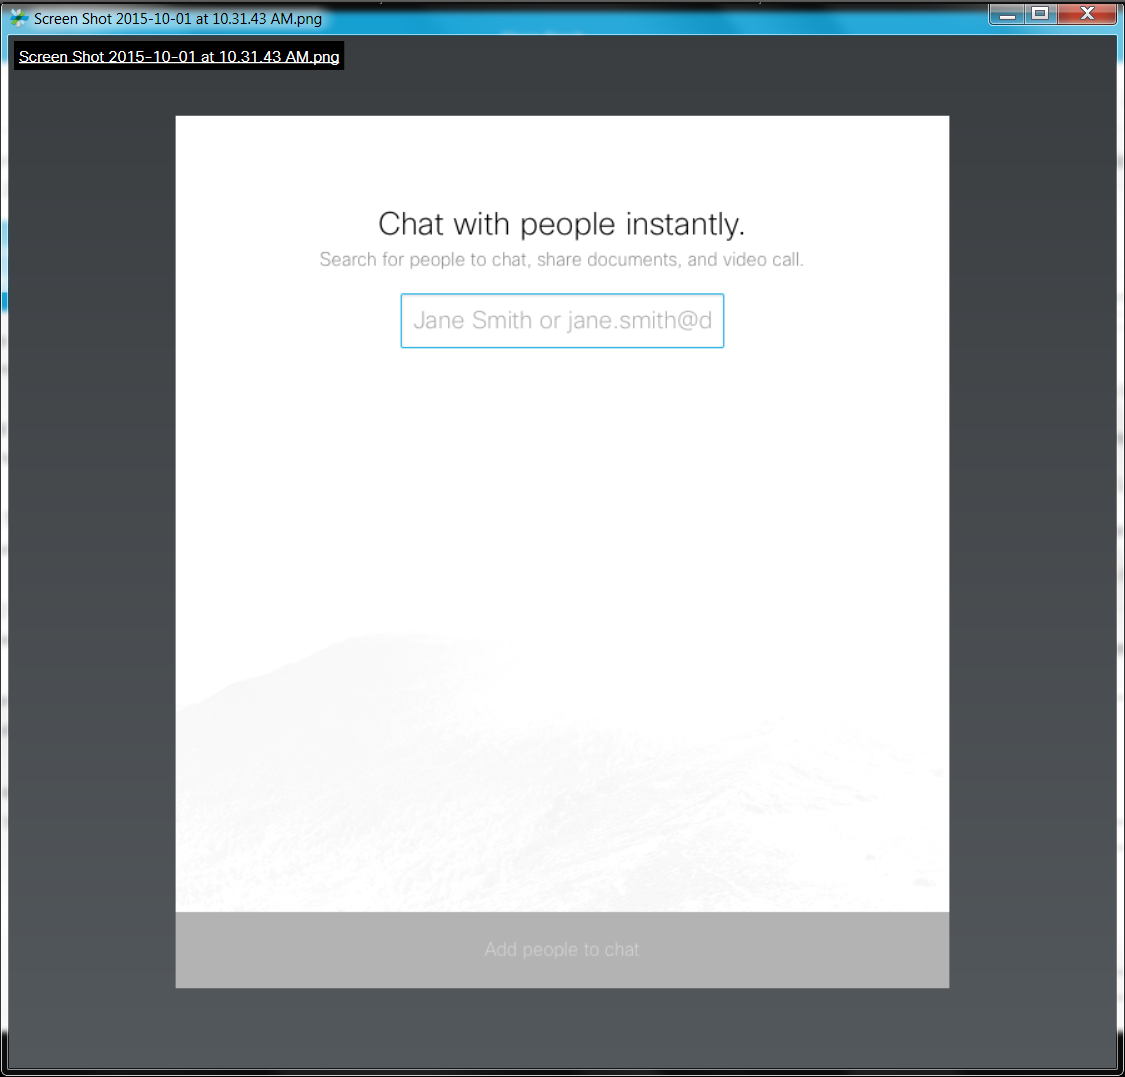 Screen Shot 2015-10-01 at 10.31.43 AM.png
Screen Shot 2015-10-01 at 10.31.43 AM.png
Chat with people instantly.
Search for people to chat, share documents, and video call.
Jane Smith or jane.smith@d
Add people to chat